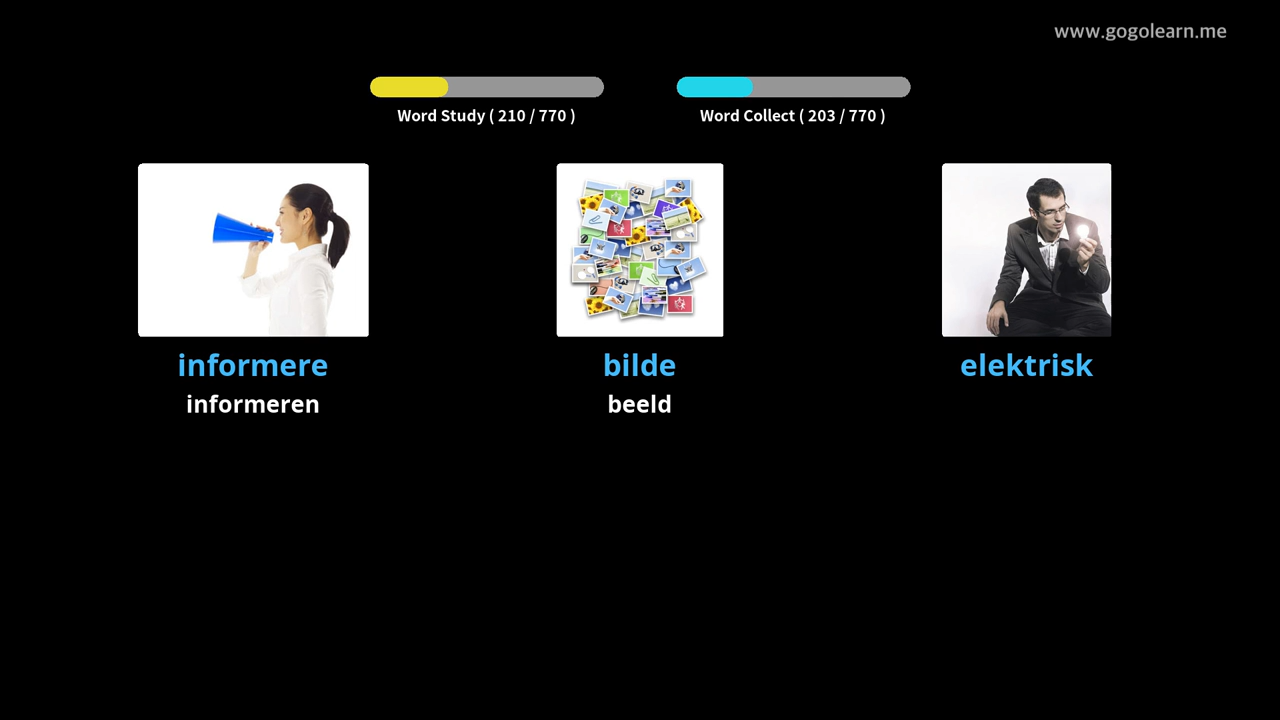 www.gogolearn.me
Word Study ( 210 / 770 )
Word Collect ( 203 / 770 )
informere
bilde
elektrisk
informeren
beeld